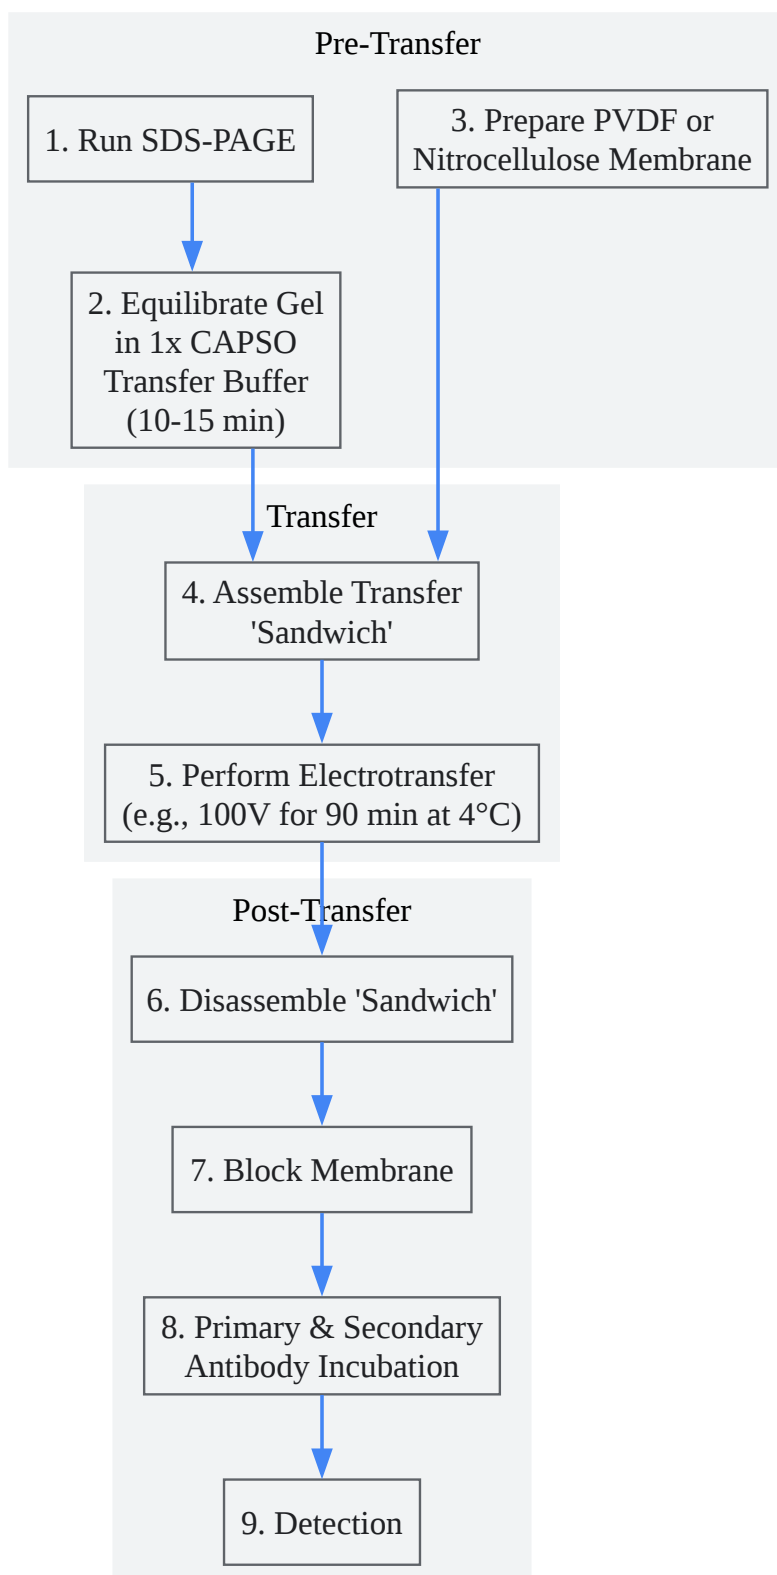 Pre-Transfer
1. Run SDS-PAGE
3. Prepare PVDF or
Nitrocellulose Membrane
2. Equilibrate Gel
in 1x CAPSO
Transfer Buffer
(10-15 min)
Transfer
4. Assemble Transfer
'Sandwich'
5. Perform Electrotransfer
(e.g., 100V for 90 min at 4°C)
Post-Transfer
6. Disassemble 'Sandwich'
7. Block Membrane
8. Primary & Secondary
Antibody Incubation
9. Detection